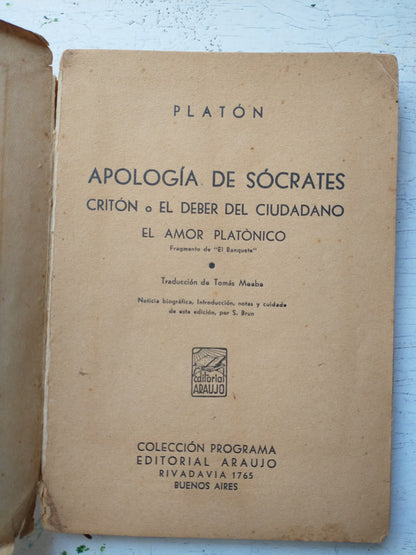 PLATÓN
APOLOGÍA DE SÓCRATES
CRITÓN o EL DEBER DEL CIUDADANO
EL AMOR PLATÒNICO
Fragmento de "El Banquete"
Traducción de Tomás Meabe
Noticia biográfica, Introducción, notas y cuidado
de esta edición, por S. Brun
Editorial
ARAUJO
COLECCIÓN PROGRAMA
EDITORIAL ARAUJO
RIVADAVIA 1765
BUENOS AIRES